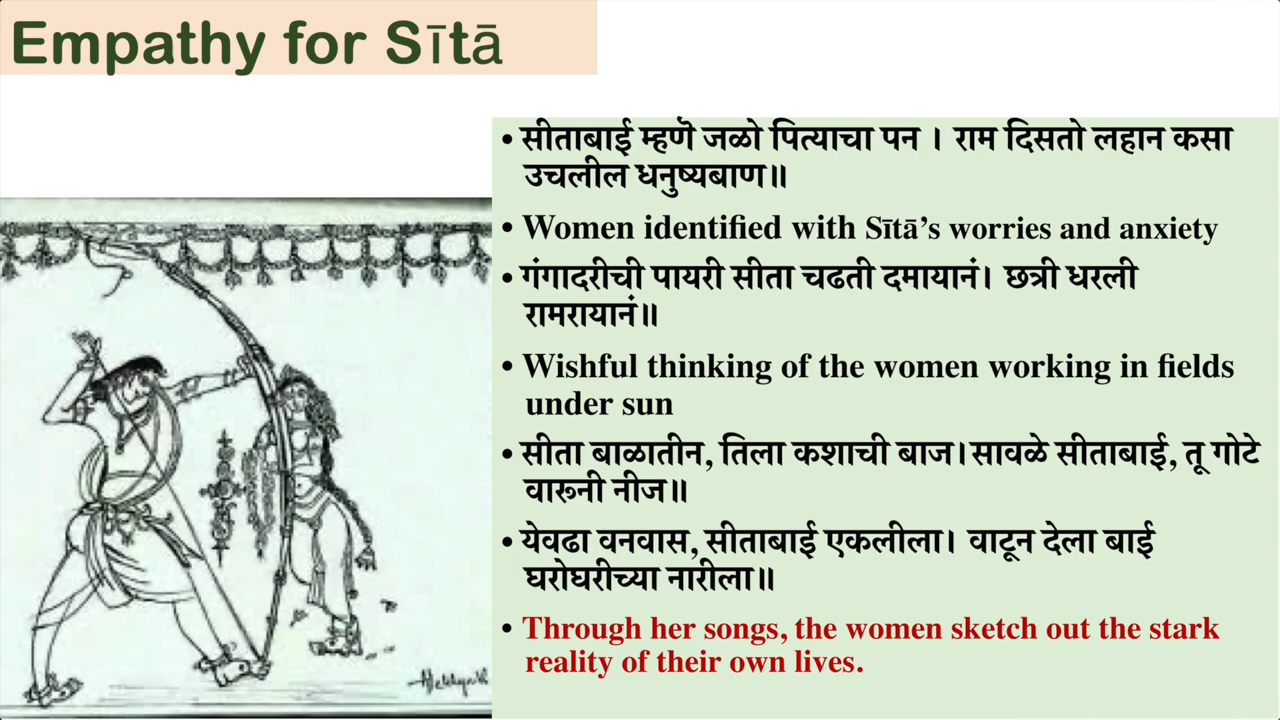 Empathy for Sītā
• सीताबाई म्हणॆ जळो पित्याचा पन । राम दिसतो लहान कसा
उचलील धनुष्यबाण॥
• Women identified with Sītā’s worries and anxiety
• गंगादरीची पायरी सीता चढती दमायानं। छत्री धरली
रामरायानं॥
• Wishful thinking of the women working in fields
under sun
• सीता बाळातीन, तिला कशाची बाज।सावळे सीताबाई, तू गोटे
वारूनी नीज॥
• येवढा वनवास, सीताबाई एकलीला। वाटून देला बाई
घरोघरीच्या नारीला॥
• Through her songs, the women sketch out the stark
reality of their own lives.